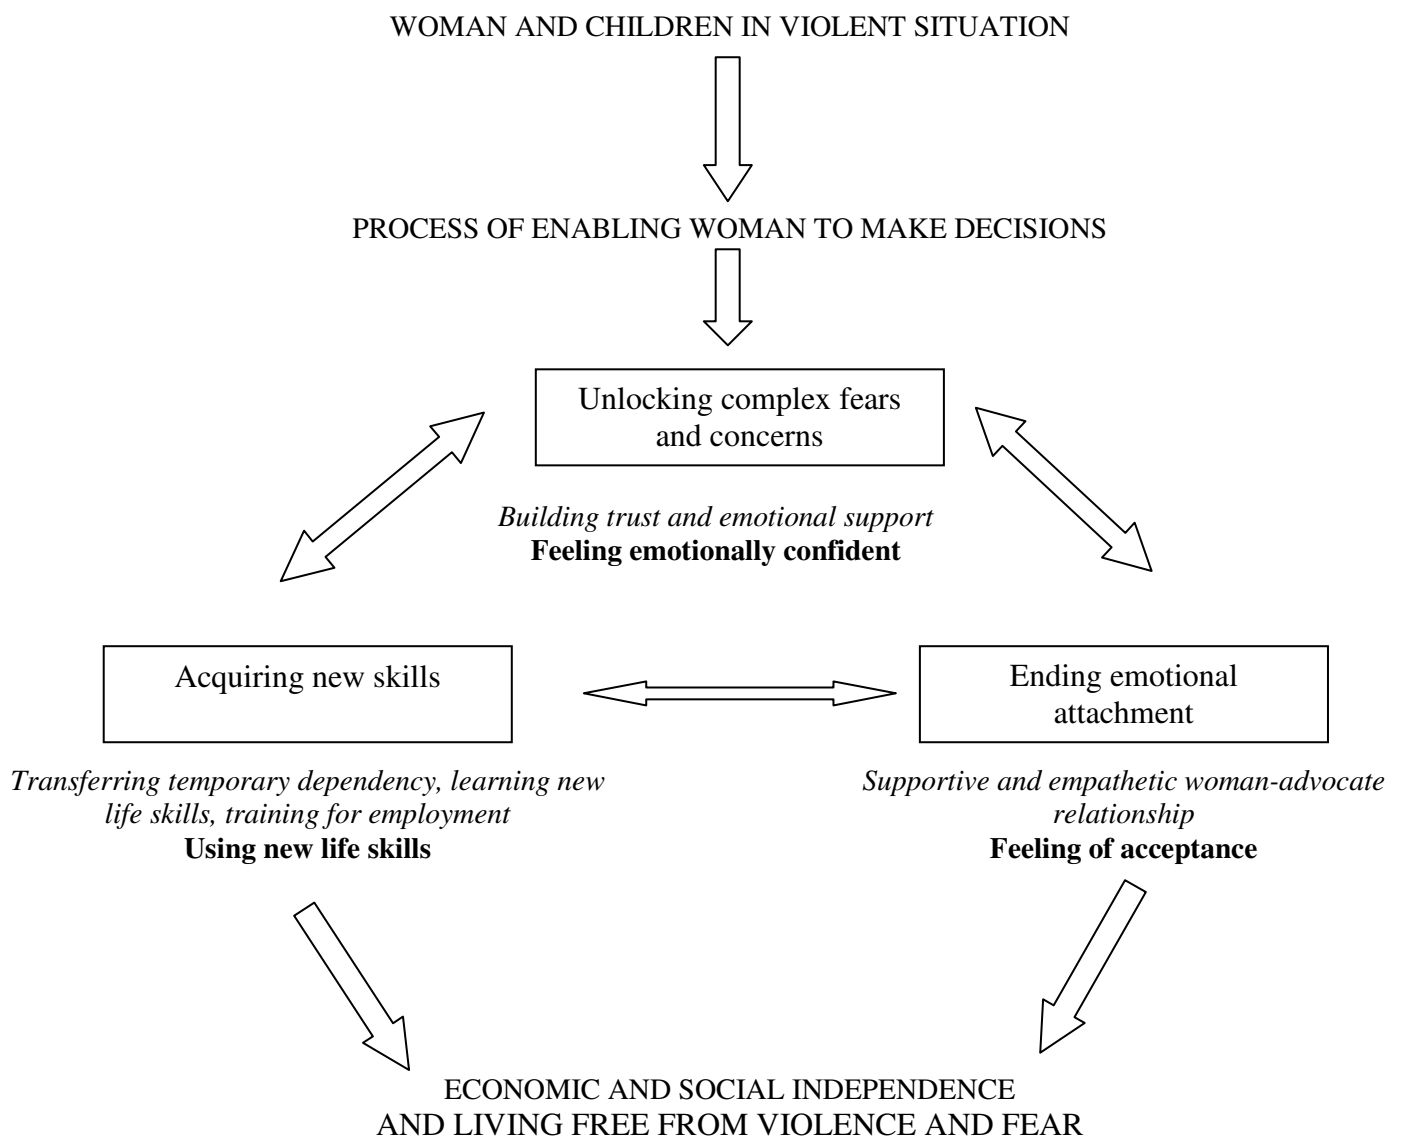 WOMAN AND CHILDREN IN VIOLENT SITUATION
PROCESS OF ENABLING WOMAN TO MAKE DECISIONS
Unlocking complex fears
and concerns
Building trust and emotional support
Feeling emotionally confident
Acquiring new skills
Transferring temporary dependency, learning new
life skills, training for employment
Using new life skills
Ending emotional
attachment
Supportive and empathetic woman-advocate
relationship
Feeling of acceptance
ECONOMIC AND SOCIAL INDEPENDENCE
AND LIVING FREE FROM VIOLENCE AND FEAR